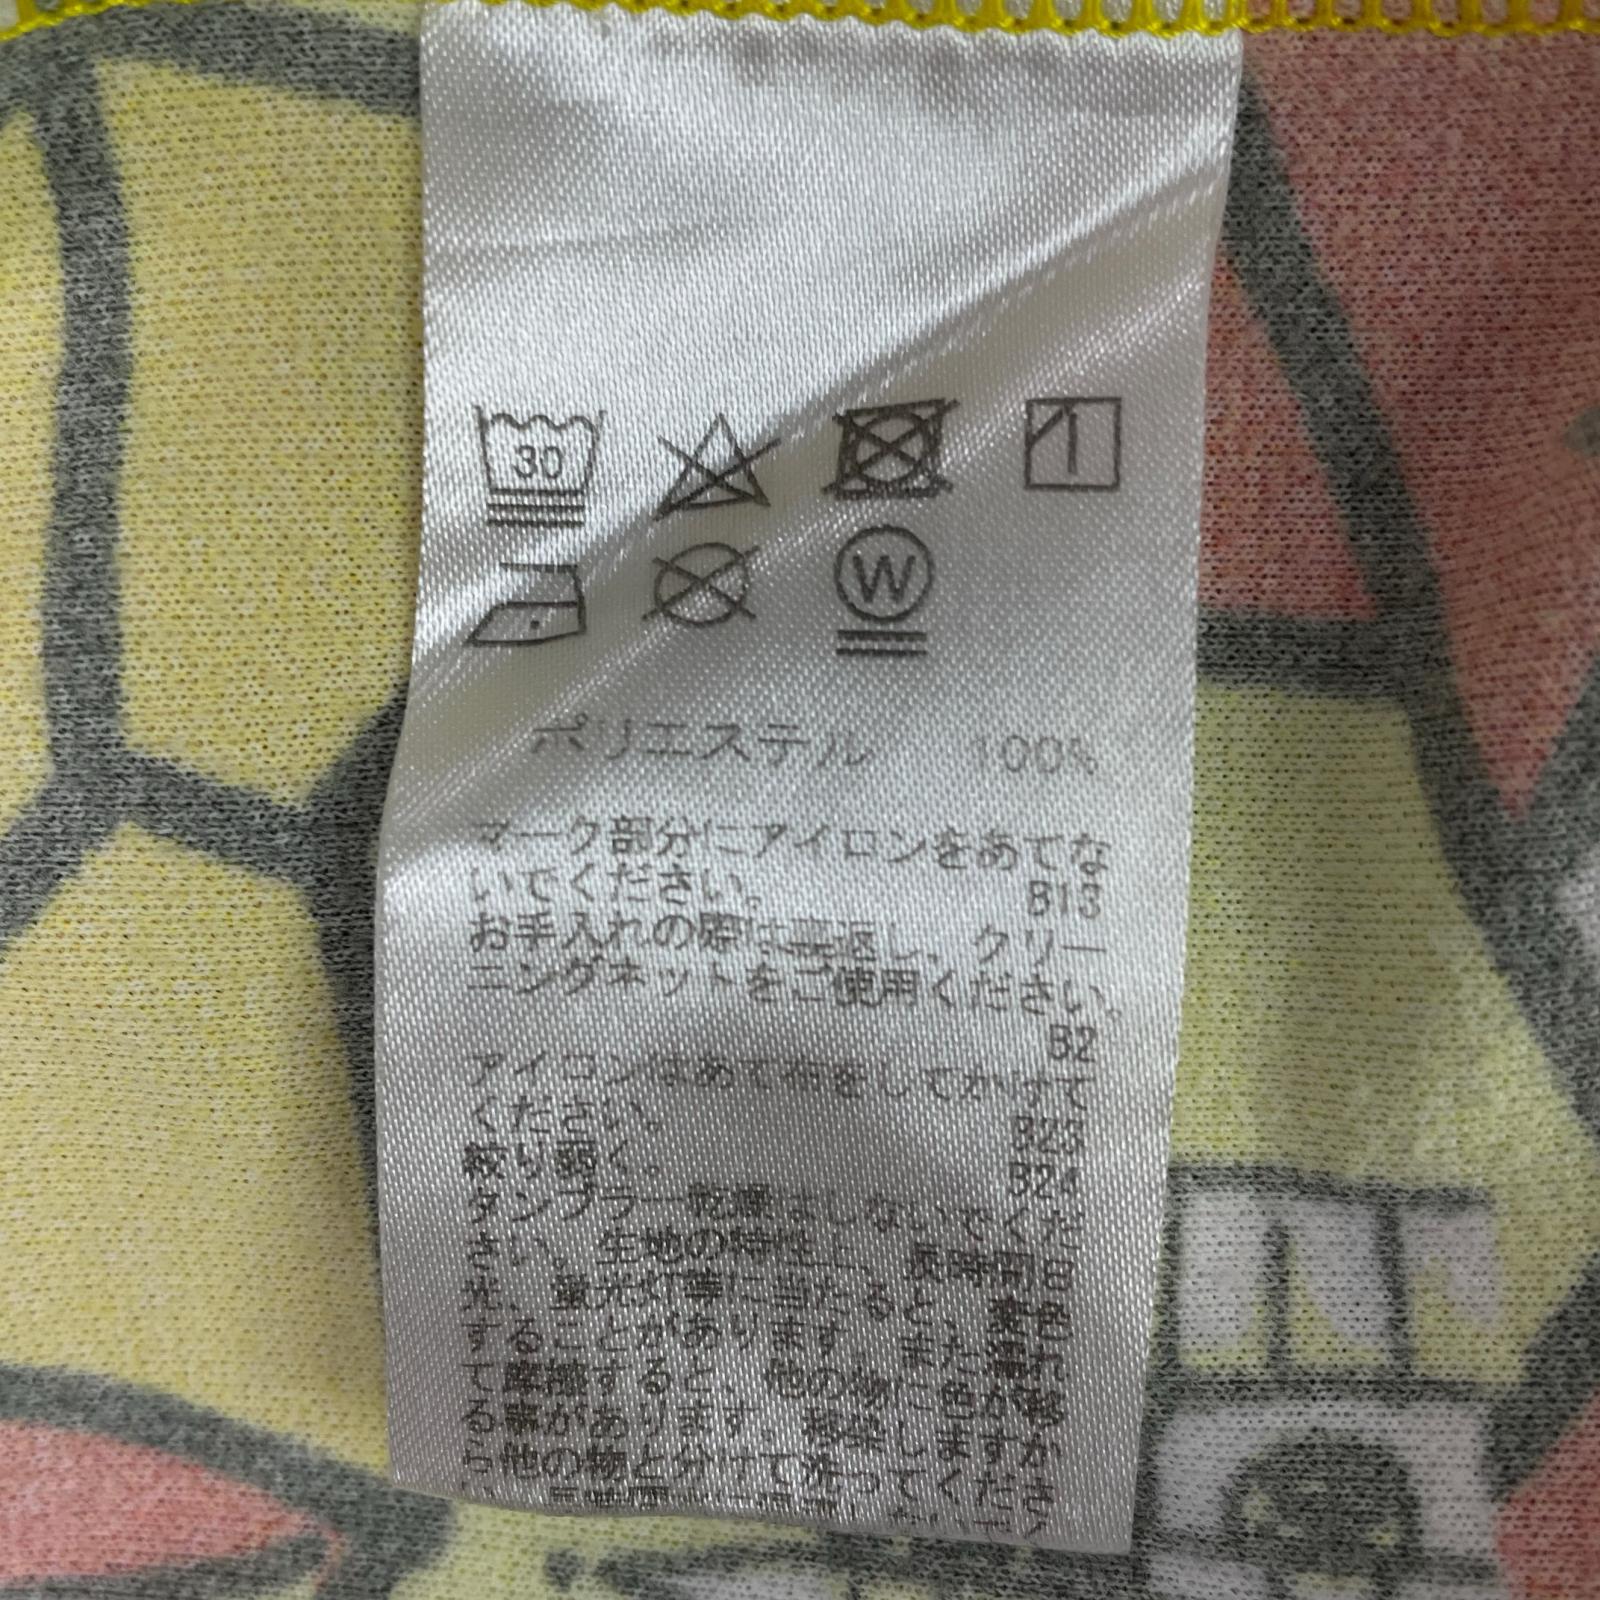 30
W
ポリエステル 100%
マーク部分にアイロンをあてな
いでください。 B13
お手入れの際は裏返し、クリー
ニングネットをご使用ください。
B2
アイロンはあて布をしてかけて
ください。 B23
絞り弱く。 B24
タンブラー乾燥はしないでくだ
さい。生地の特性上、長時間日
光、蛍光灯等に当たると、変色
することがあります。また濡れ
て摩擦すると、他の物に色が移
る事があります。移染しますか
ら他の物と分けて洗ってくださ